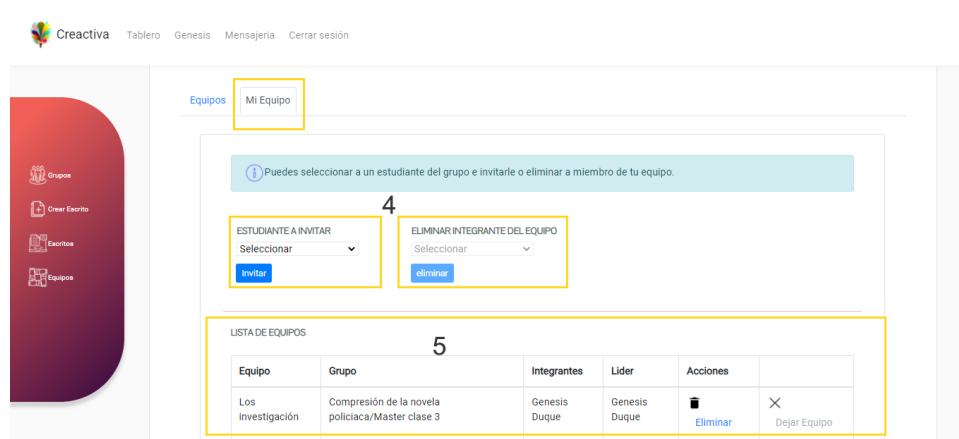 Creactiva Tablero Genesis Mensajeria Cerrar sesión
Equipos Mi Equipo
Grupos
Crear Escrito
Escritos
Equipos
Puedes seleccionar a un estudiante del grupo e invitarle o eliminar a miembro de tu equipo.
4
ESTUDIANTE A INVITAR ELIMINAR INTEGRANTE DEL EQUIPO
Seleccionar Seleccionar
Invitar eliminar
LISTA DE EQUIPOS
5
Equipo Grupo Integrantes Lider Acciones
Los Compresión de la novela Genesis Genesis
investigación policiaca/Master clase 3 Duque Duque
Eliminar Dejar Equipo